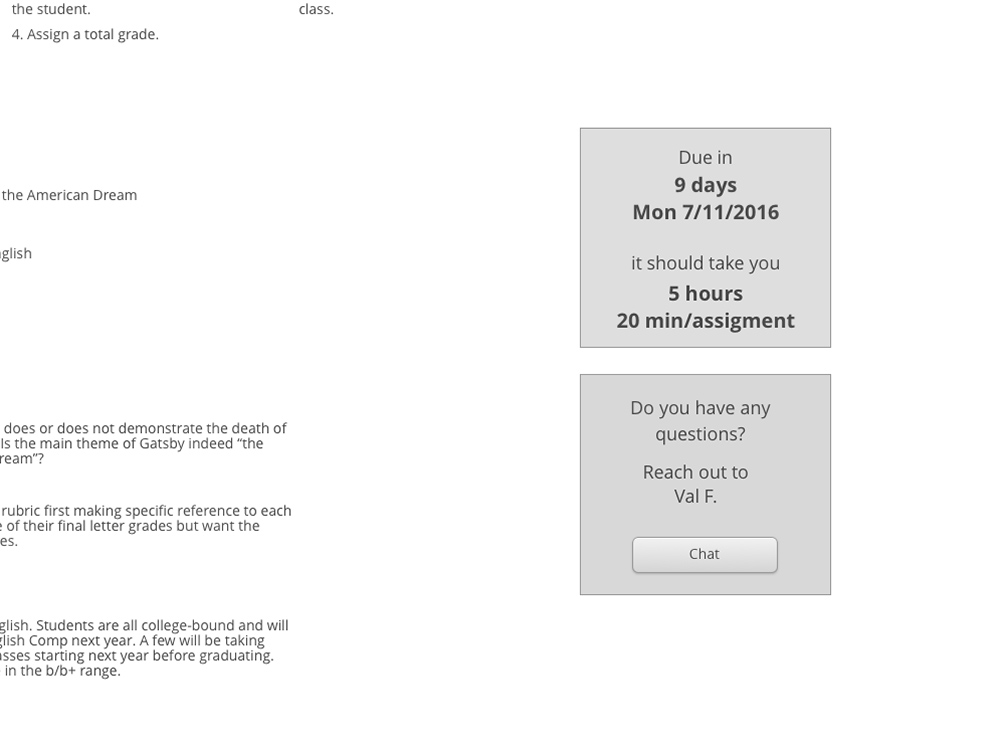 the student.
class.
4. Assign a total grade.
Due in
9 days
Mon 7/11/2016
the American Dream
glish
it should take you
5 hours
20 min/assigment
Do you have any
questions?
does or does not demonstrate the death of
Is the main theme of Gatsby indeed “the
ream”?
Reach out to
Val F.
rubric first making specific reference to each
of their final letter grades but want the
es.
Chat
glish. Students are all college-bound and will
glish Comp next year. A few will be taking
sses starting next year before graduating.
in the b/b+ range.